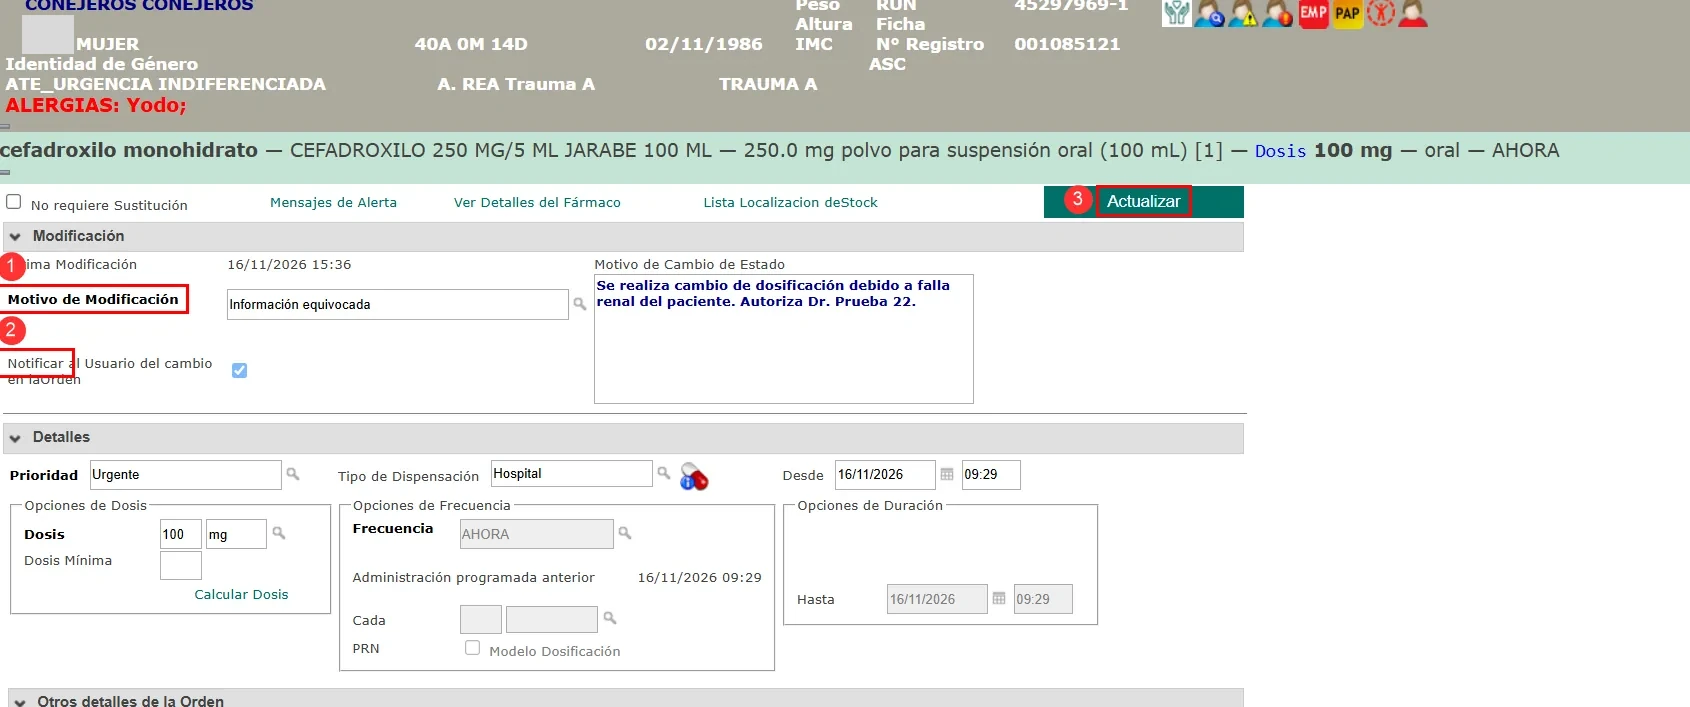 CONEJEROS CONEJEROS Peso RUN 45297969-1
Altura Ficha EMP PAP
MUJER 40A 0M 14D 02/11/1986 IMC Nº Registro 001085121
Identidad de Género ASC
ATE_URGENCIA INDIFERENCIADA A. REA Trauma A TRAUMA A
ALERGIAS: Yodo;
cefadroxilo monohidrato — CEFADROXILO 250 MG/5 ML JARABE 100 ML — 250.0 mg polvo para suspensión oral (100 mL) [1] — Dosis 100 mg — oral — AHORA
No requiere Sustitución Mensajes de Alerta Ver Detalles del Fármaco Lista Localizacion deStock 3 Actualizar
Modificación
1 ima Modificación 16/11/2026 15:36 Motivo de Cambio de Estado
Motivo de Modificación Información equivocada
Se realiza cambio de dosificación debido a falla
renal del paciente. Autoriza Dr. Prueba 22.
2
Notificar al Usuario del cambio
en laOrden
Detalles
Prioridad Urgente Tipo de Dispensación Hospital Desde 16/11/2026 09:29
Opciones de Dosis Opciones de Frecuencia Opciones de Duración
Dosis 100 mg Frecuencia AHORA
Dosis Mínima
Administración programada anterior 16/11/2026 09:29
Calcular Dosis Hasta 16/11/2026 09:29
Cada
PRN Modelo Dosificación
Otros detalles de la Orden